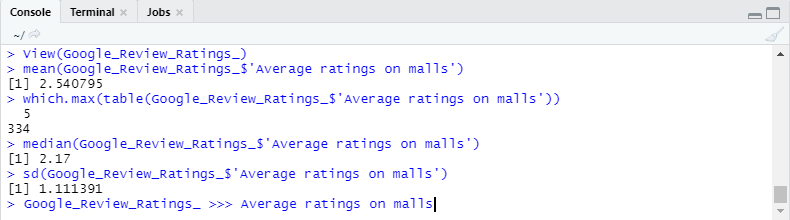 Console Terminal × Jobs ×
~/
> View(Google_Review_Ratings_)
> mean(Google_Review_Ratings_$'Average ratings on malls')
[1] 2.540795
> which.max(table(Google_Review_Ratings_$'Average ratings on malls'))
5
334
> median(Google_Review_Ratings_$'Average ratings on malls')
[1] 2.17
> sd(Google_Review_Ratings_$'Average ratings on malls')
[1] 1.111391
> Google_Review_Ratings_ >>> Average ratings on malls